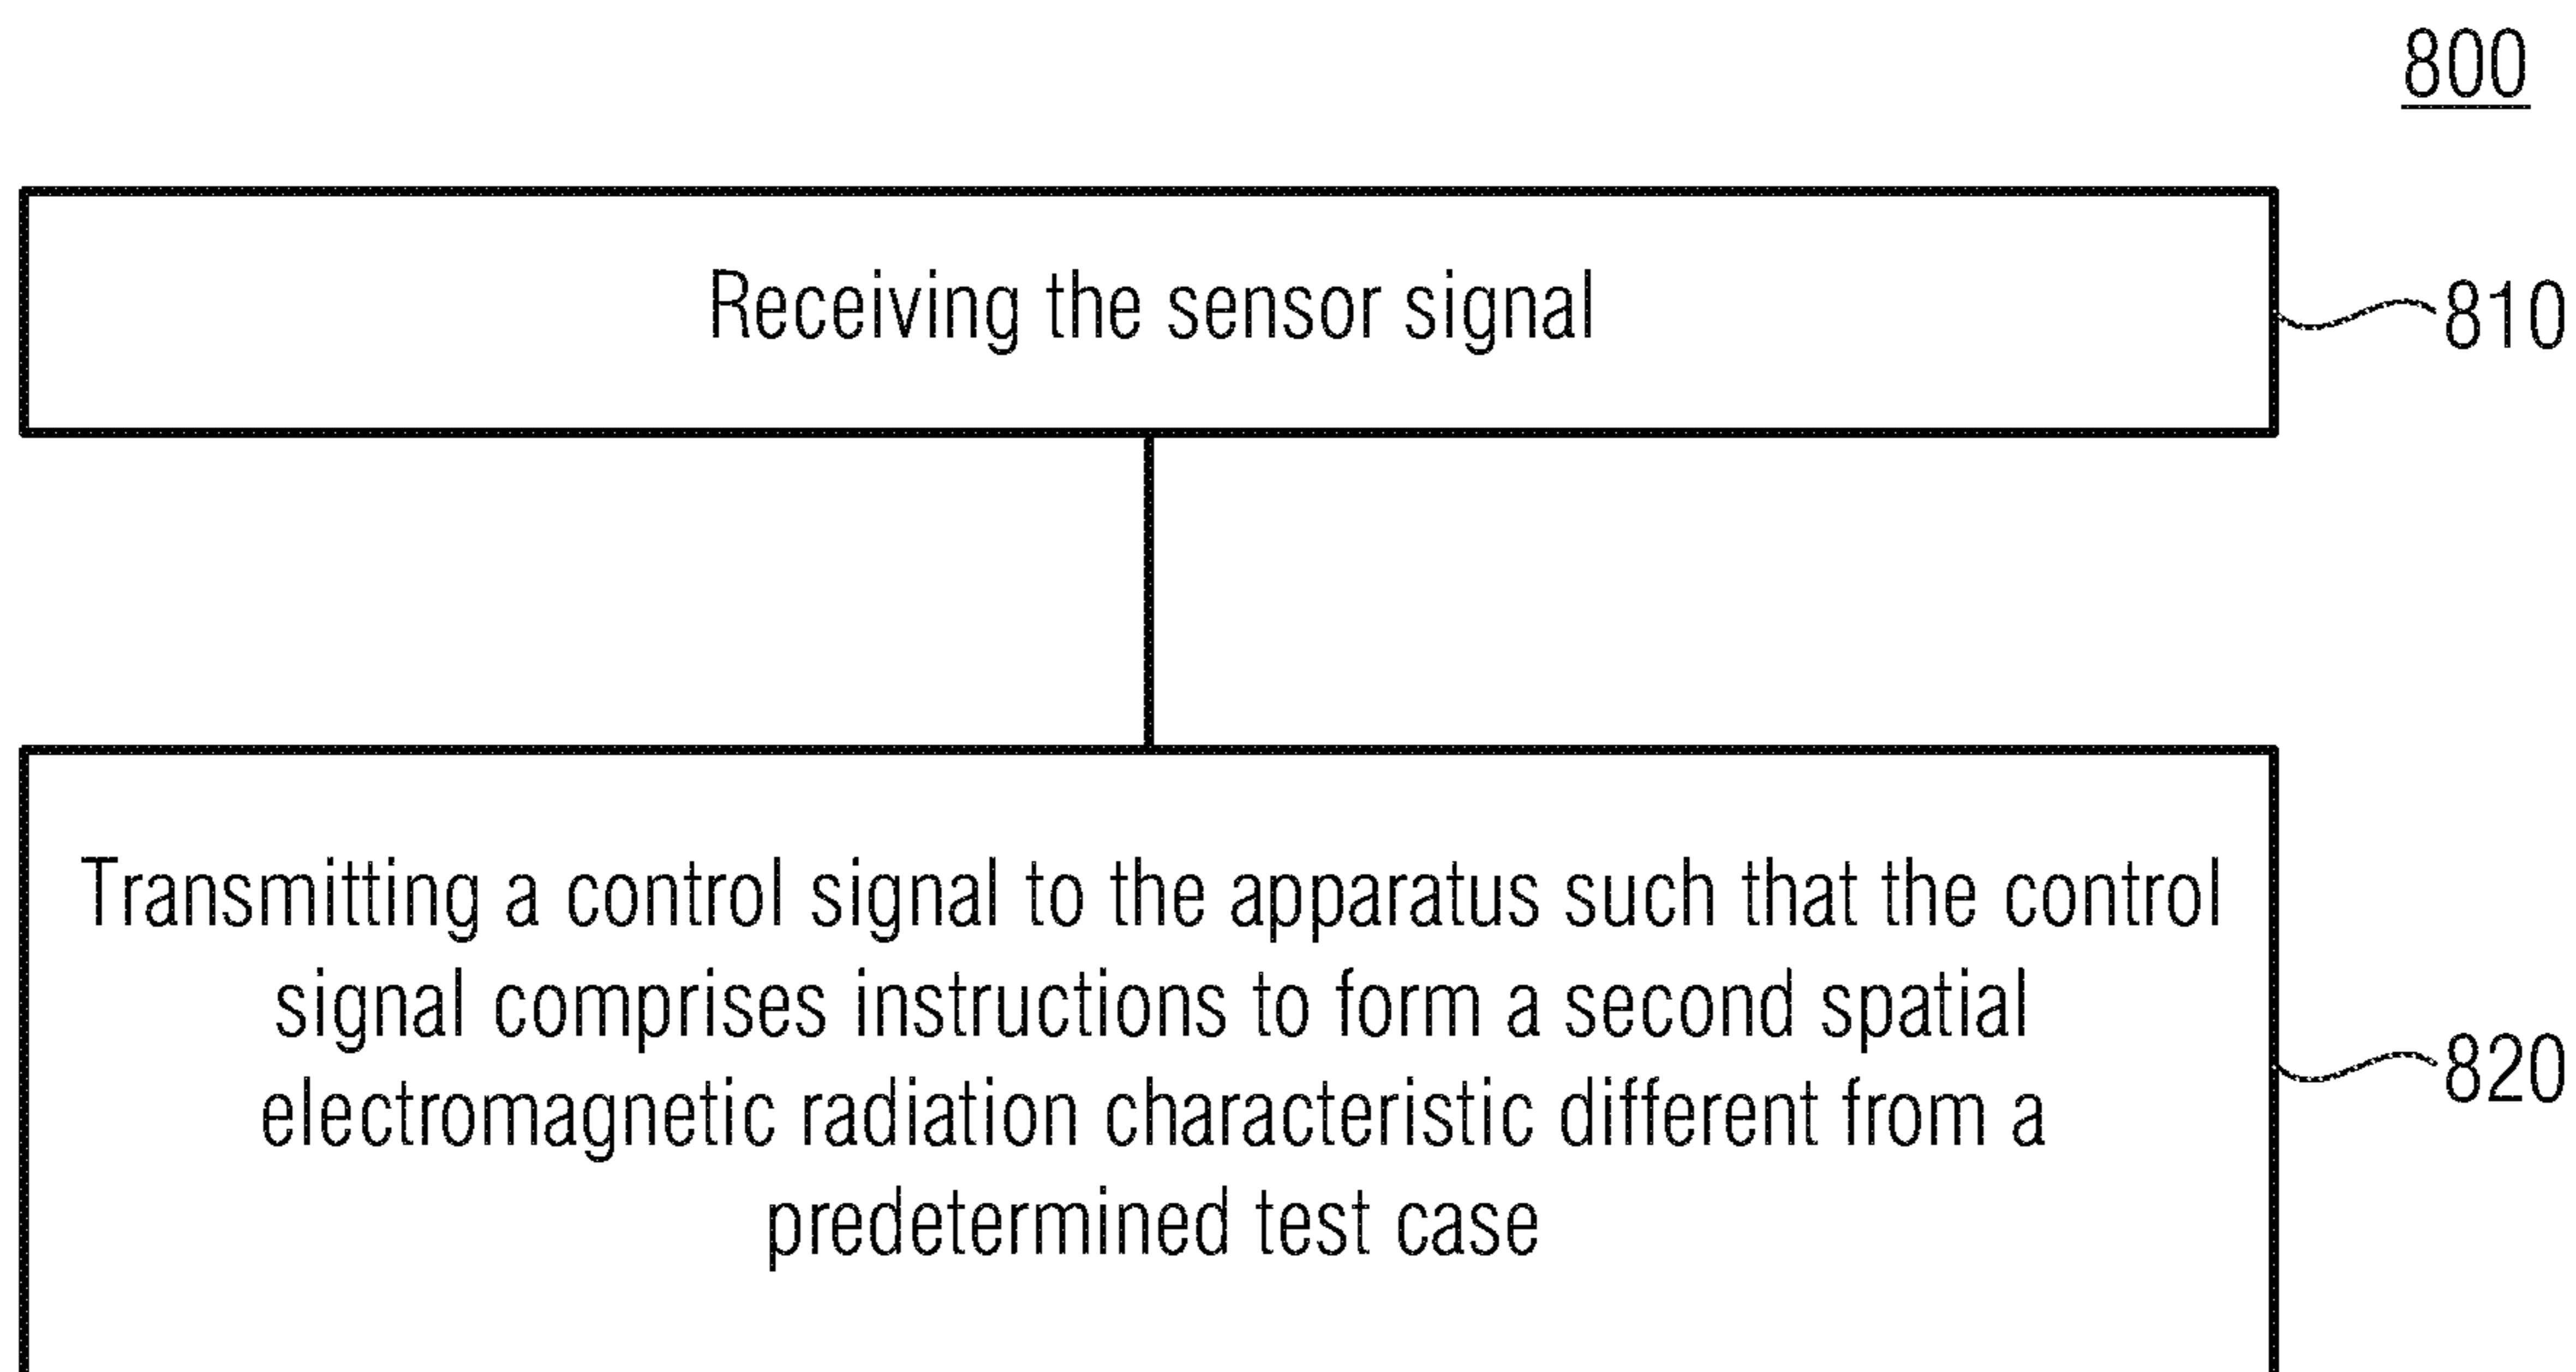 800
Receiving the sensor signal
810
Transmitting a control signal to the apparatus such that the control
signal comprises instructions to form a second spatial
electromagnetic radiation characteristic different from a
predetermined test case
820